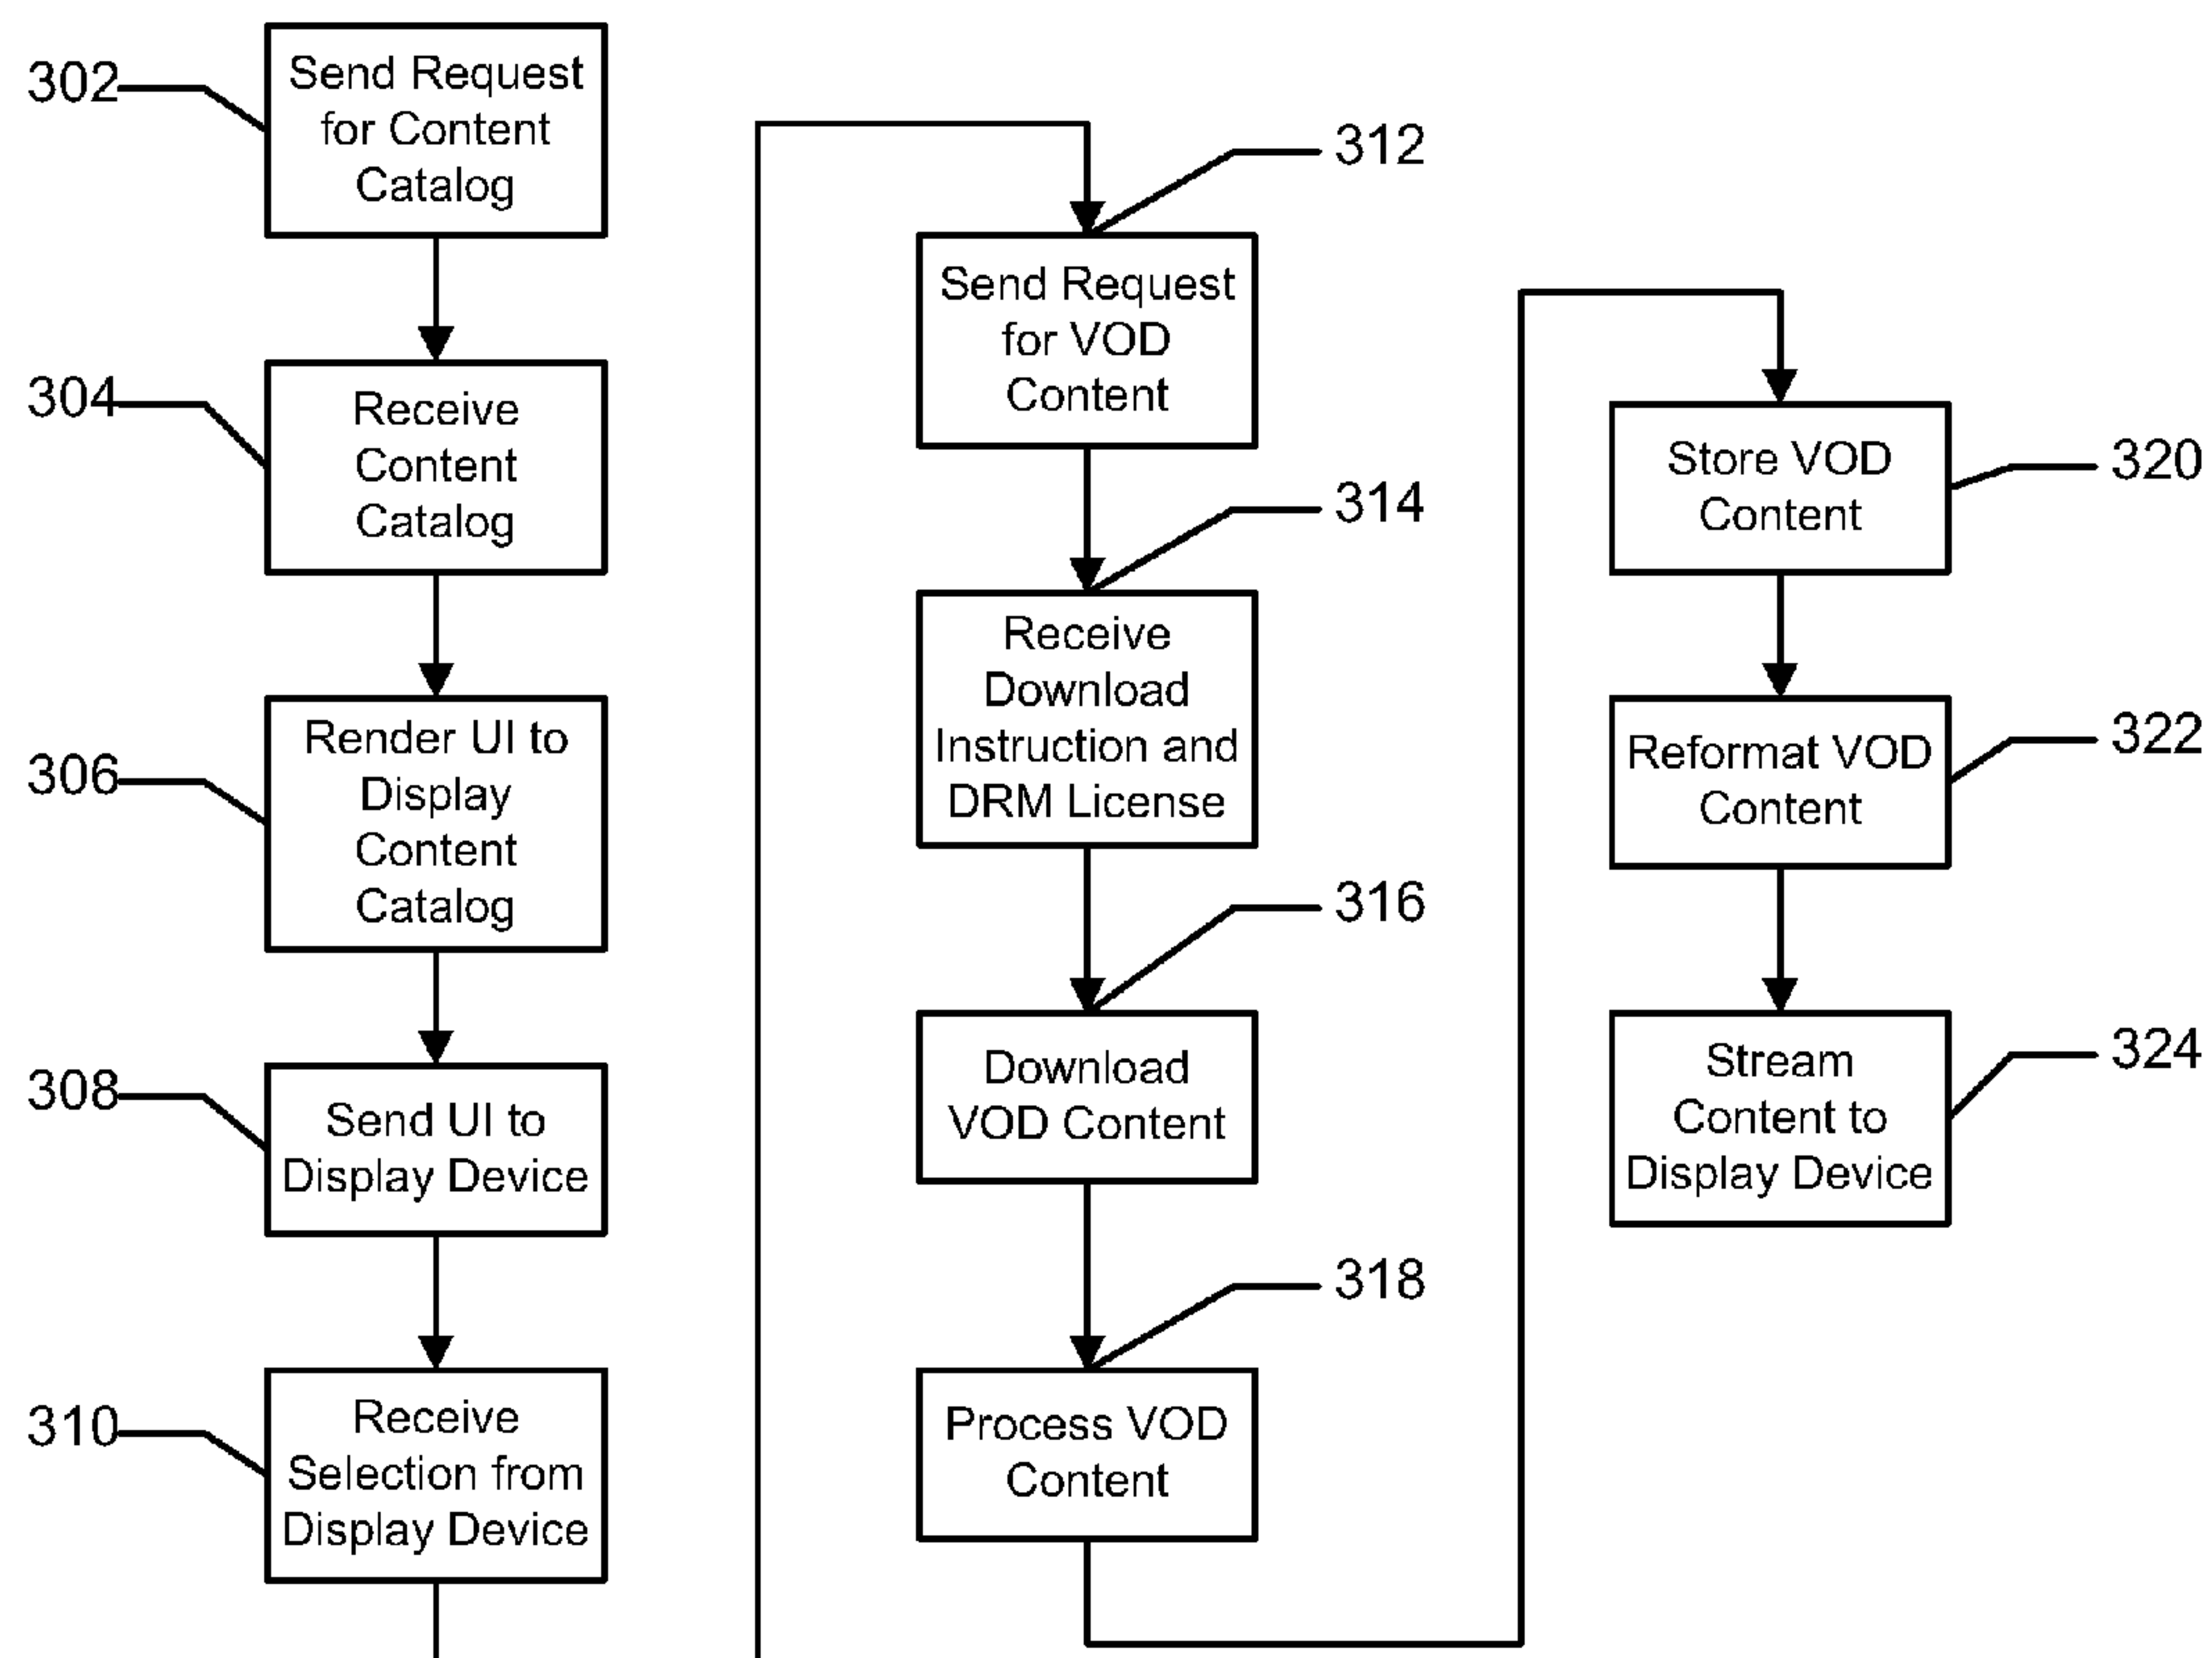 302
Send Request
for Content
Catalog
304
Receive
Content
Catalog
306
Render UI to
Display
Content
Catalog
308
Send UI to
Display Device
310
Receive
Selection from
Display Device
312
Send Request
for VOD
Content
314
Receive
Download
Instruction and
DRM License
316
Download
VOD Content
318
Process VOD
Content
320
Store VOD
Content
322
Reformat VOD
Content
324
Stream
Content to
Display Device